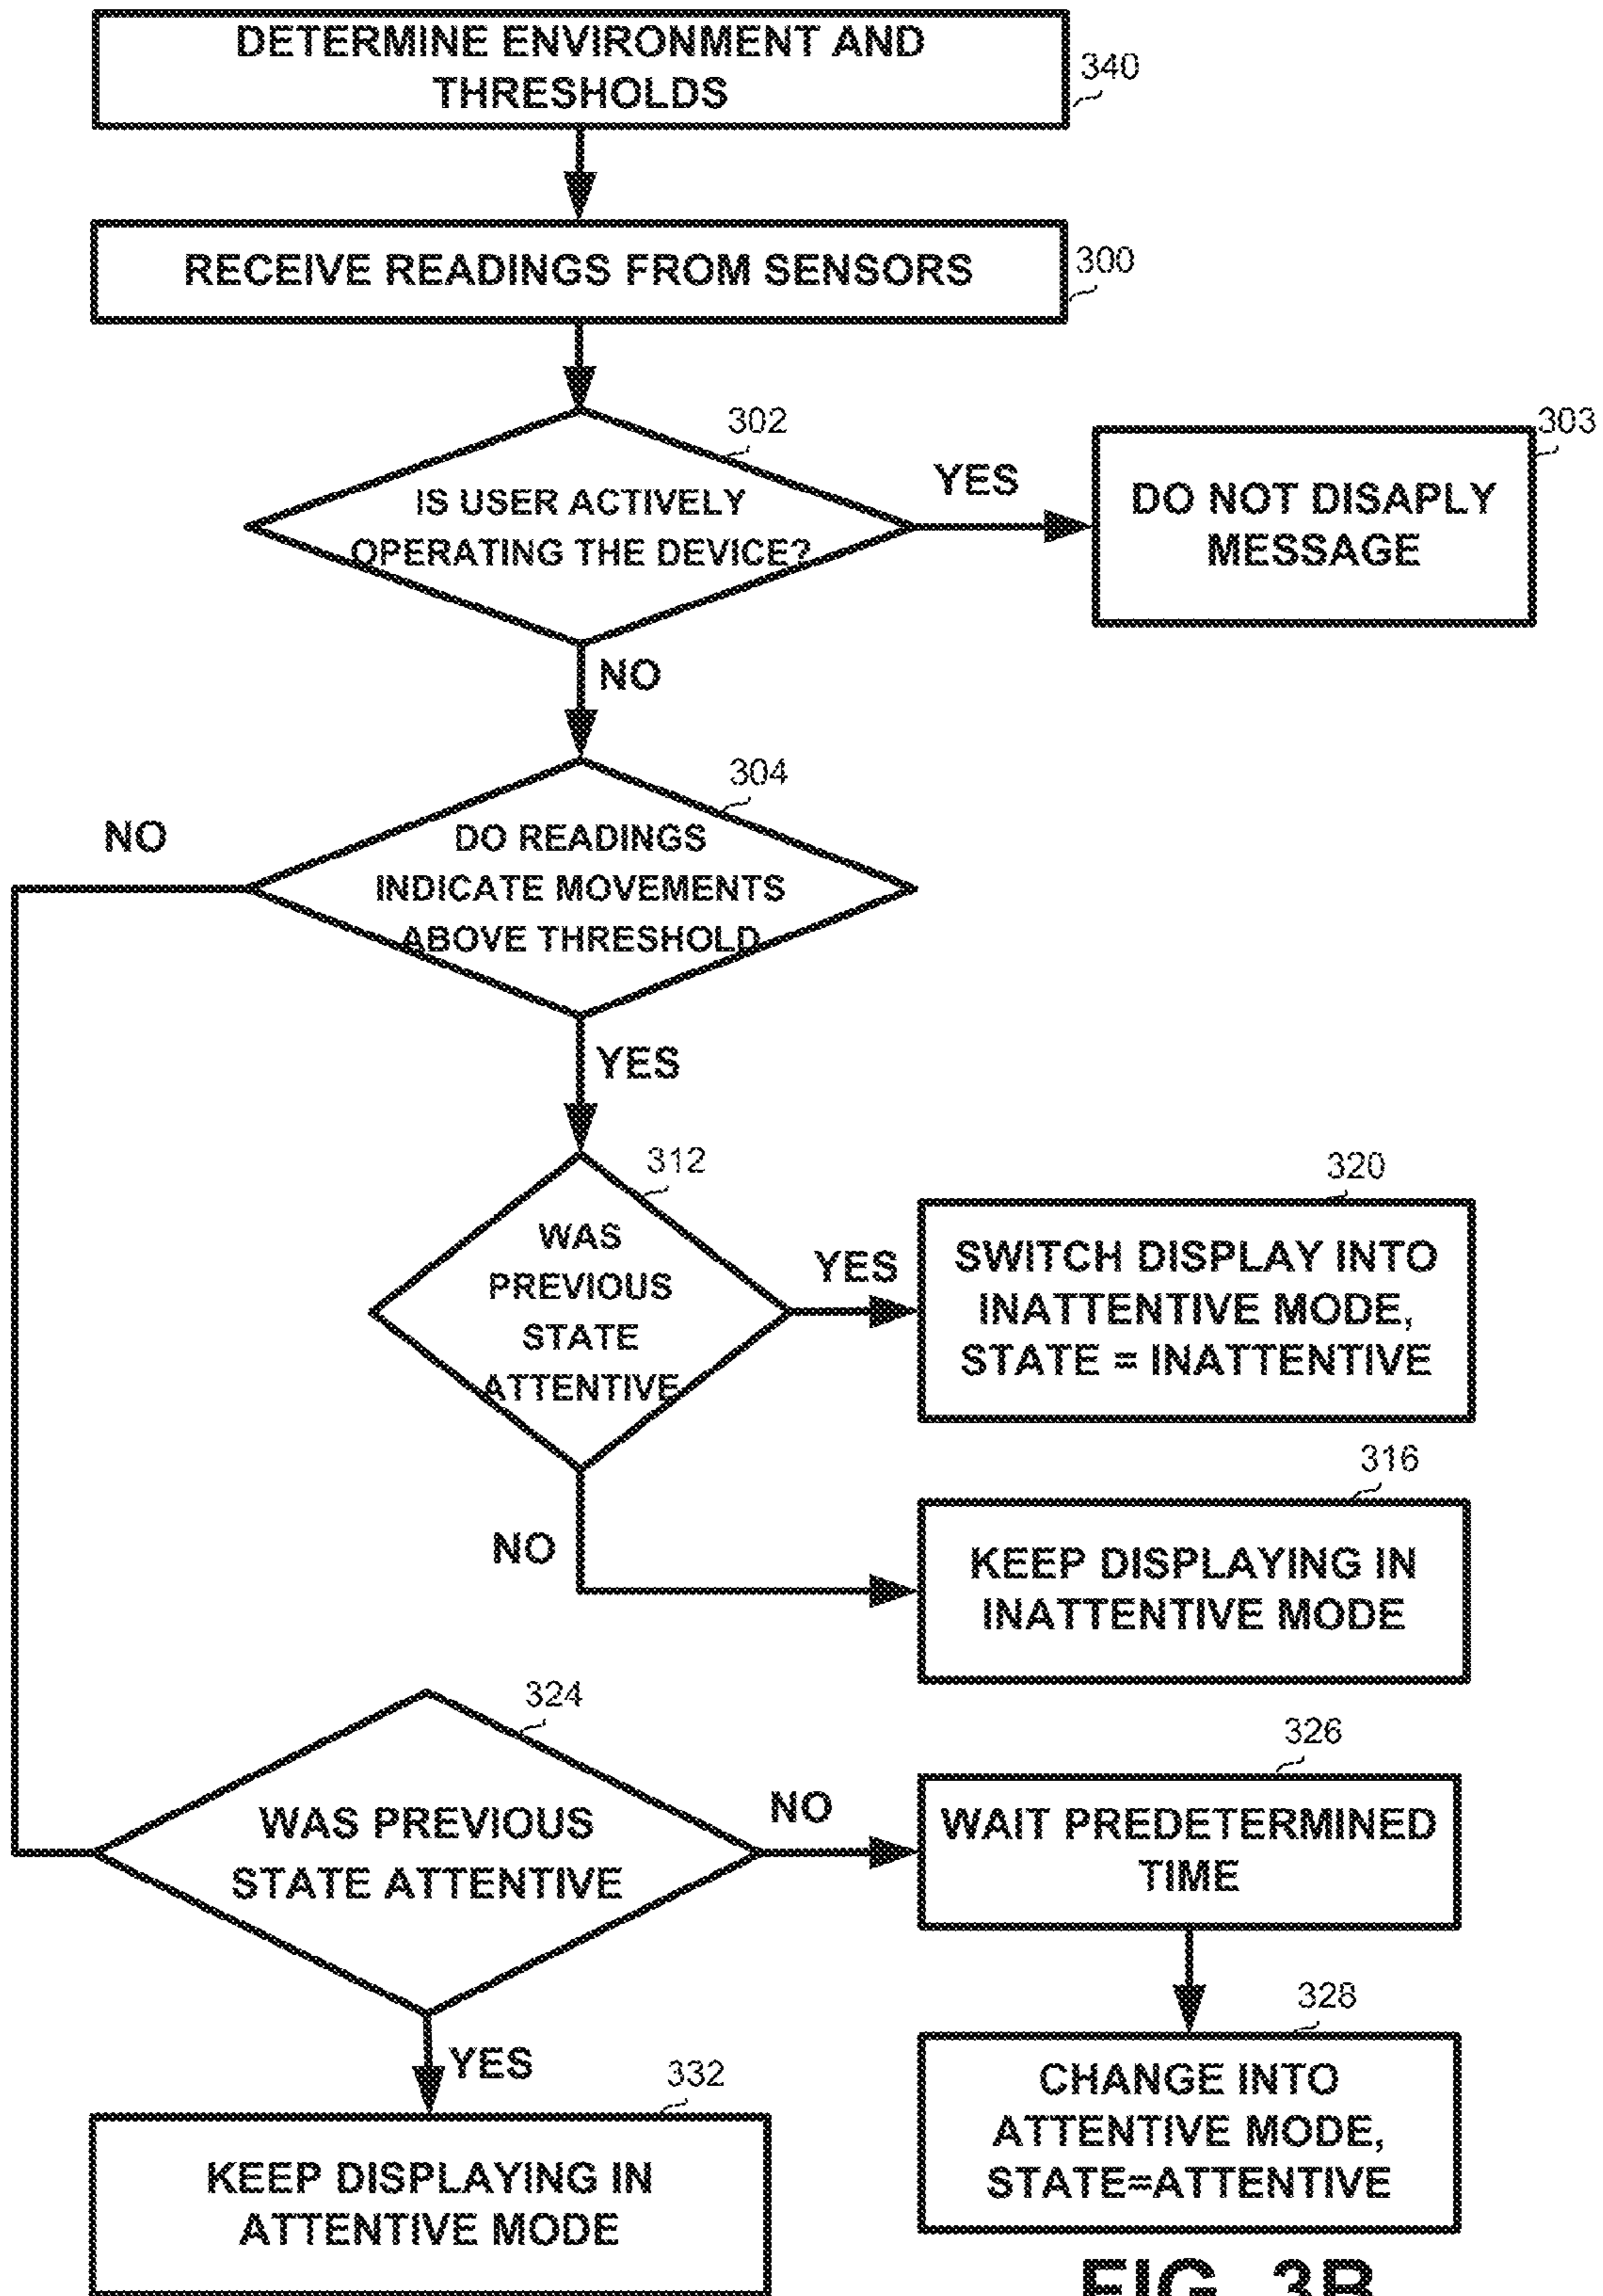 DETERMINE ENVIRONMENT AND
THRESHOLDS
340
RECEIVE READINGS FROM SENSORS
300
302
IS USER ACTIVELY
OPERATING THE DEVICE?
YES
303
DO NOT DISAPLY
MESSAGE
NO
304
DO READINGS
INDICATE MOVEMENTS
ABOVE THRESHOLD
NO
YES
312
WAS
PREVIOUS
STATE
ATTENTIVE
YES
320
SWITCH DISPLAY INTO
INATTENTIVE MODE,
STATE = INATTENTIVE
NO
316
KEEP DISPLAYING IN
INATTENTIVE MODE
324
WAS PREVIOUS
STATE ATTENTIVE
NO
326
WAIT PREDETERMINED
TIME
328
CHANGE INTO
ATTENTIVE MODE,
STATE=ATTENTIVE
YES
332
KEEP DISPLAYING IN
ATTENTIVE MODE
FIG. 3B